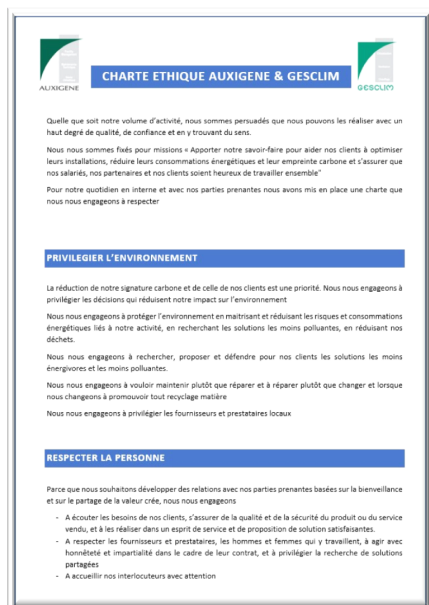 AUXIGENE
CHARTE ETHIQUE AUXIGENE & GESCLIM
GESCLIM
Quelle que soit notre volume d'activité, nous sommes persuadés que nous pouvons les réaliser avec un
haut degré de qualité, de confiance et en y trouvant du sens.
Nous nous sommes fixés pour missions « Apporter notre savoir-faire pour aider nos clients à optimiser
leurs installations, réduire leurs consommations énergétiques et leur empreinte carbone et s'assurer que
nos salariés, nos partenaires et nos clients soient heureux de travailler ensemble"
Pour notre quotidien en interne et avec nos parties prenantes nous avons mis en place une charte que
nous nous engageons à respecter
PRIVILEGIER L'ENVIRONNEMENT
La réduction de notre signature carbone et de celle de nos clients est une priorité. Nous nous engageons à
privilégier les décisions qui réduisent notre impact sur l'environnement
Nous nous engageons à protéger l'environnement en maitrisant et réduisant les risques et consommations
énergétiques liés à notre activité, en recherchant les solutions les moins polluantes, en réduisant nos
déchets.
Nous nous engageons à rechercher, proposer et défendre pour nos clients les solutions les moins
énergivores et les moins polluantes.
Nous nous engageons à vouloir maintenir plutôt que réparer et à réparer plutôt que changer et lorsque
nous changeons à promouvoir tout recyclage matière
Nous nous engageons à privilégier les fournisseurs et prestataires locaux
RESPECTER LA PERSONNE
Parce que nous souhaitons développer des relations avec nos parties prenantes basées sur la bienveillance
et sur le partage de la valeur crée, nous nous engageons
- A écouter les besoins de nos clients, s'assurer de la qualité et de la sécurité du produit ou du service
vendu, et à les réaliser dans un esprit de service et de proposition de solution satisfaisantes.
- A respecter les fournisseurs et prestataires, les hommes et femmes qui y travaillent, à agir avec
honnêteté et impartialité dans le cadre de leur contrat, et à privilégier la recherche de solutions
partagées
- A accueillir nos interlocuteurs avec attention